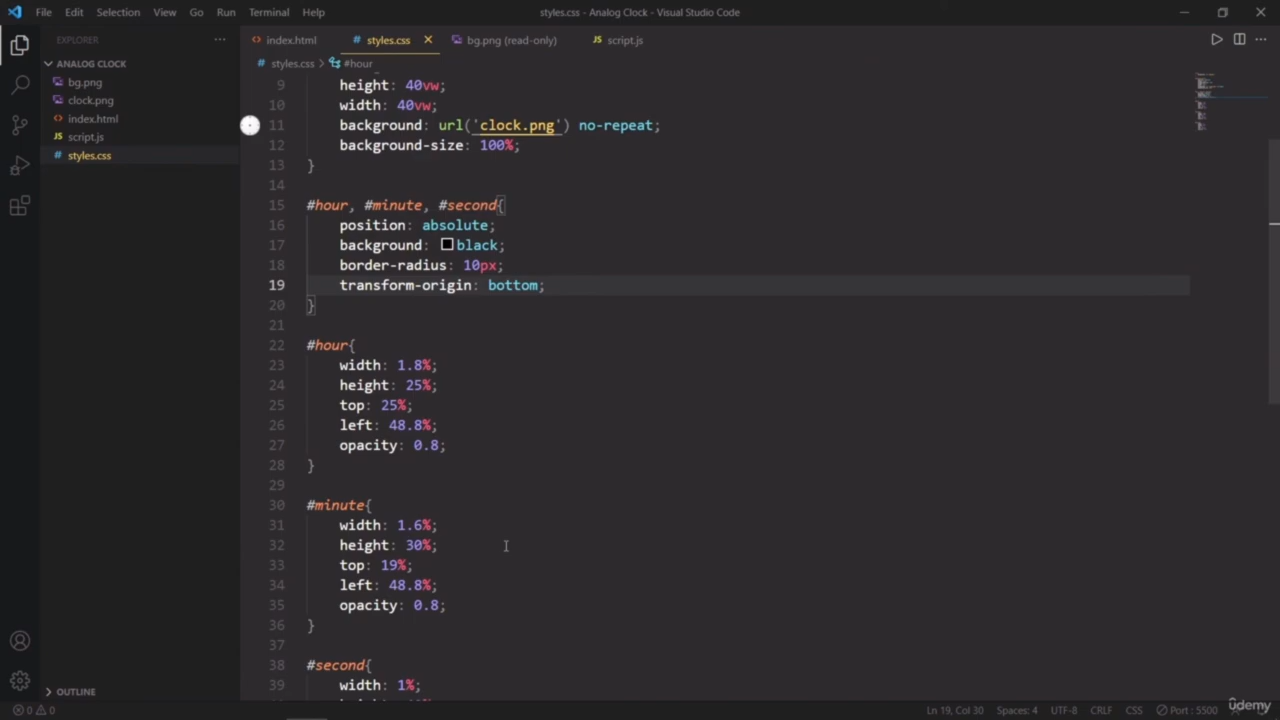 File Edit Selection View Go Run Terminal Help
styles.css - Analog Clock - Visual Studio Code
EXPLORER
ANALOG CLOCK
bg.png
clock.png
index.html
script.js
styles.css
OUTLINE
index.html
styles.css
bg.png (read-only)
script.js
styles.css > #hour
9 height: 40vw;
10 width: 40vw;
11 background: url('clock.png') no-repeat;
12 background-size: 100%;
13 }
14
15 #hour, #minute, #second{
16 position: absolute;
17 background: black;
18 border-radius: 10px;
19 transform-origin: bottom;
20 }
21
22 #hour{
23 width: 1.8%;
24 height: 25%;
25 top: 25%;
26 left: 48.8%;
27 opacity: 0.8;
28 }
29
30 #minute{
31 width: 1.6%;
32 height: 30%;
33 top: 19%;
34 left: 48.8%;
35 opacity: 0.8;
36 }
37
38 #second{
39 width: 1%;
0 0
Ln 19, Col 30 Spaces: 4 UTF-8 CRLF CSS Port : 5500
udemy